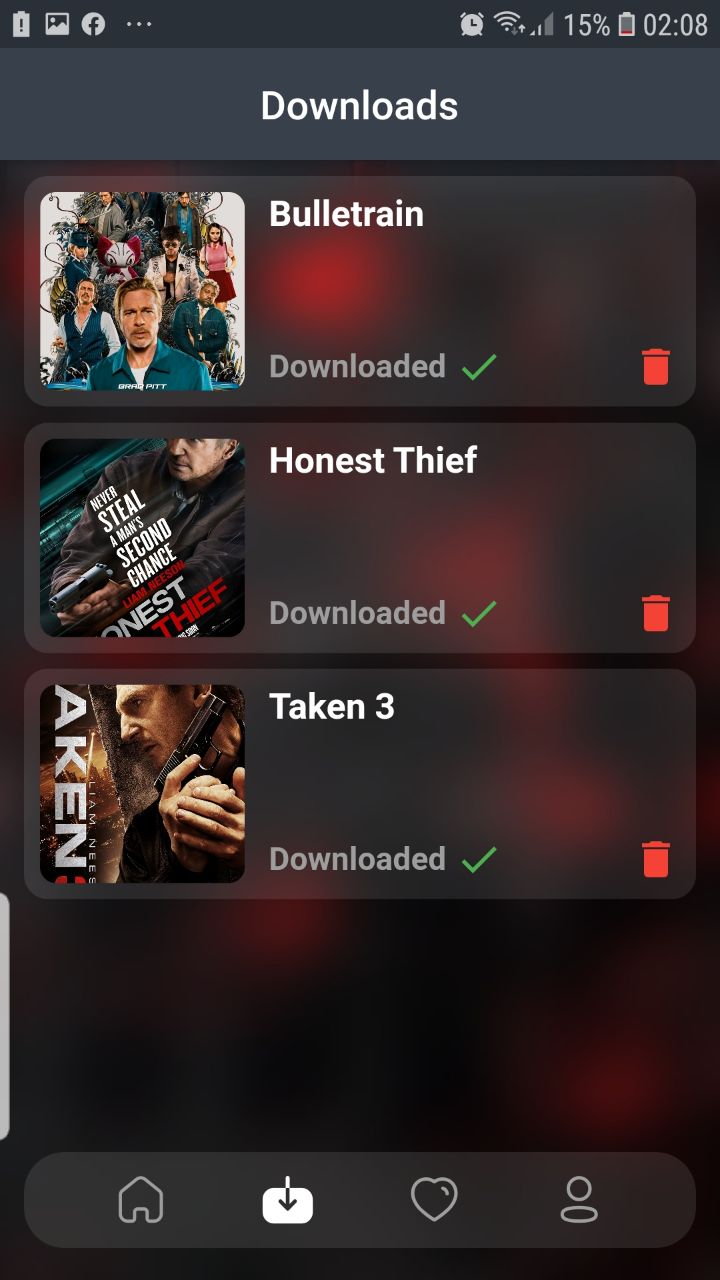 15% 02:08
Downloads
Bulletrain
BRAD PITT
Downloaded
Honest Thief
NEVER
STEAL
A MAN'S
SECOND
CHANCE
LIAM NEESON
ONEST
THIEF
Downloaded
Taken 3
AKEN
LIAM NEES
Downloaded